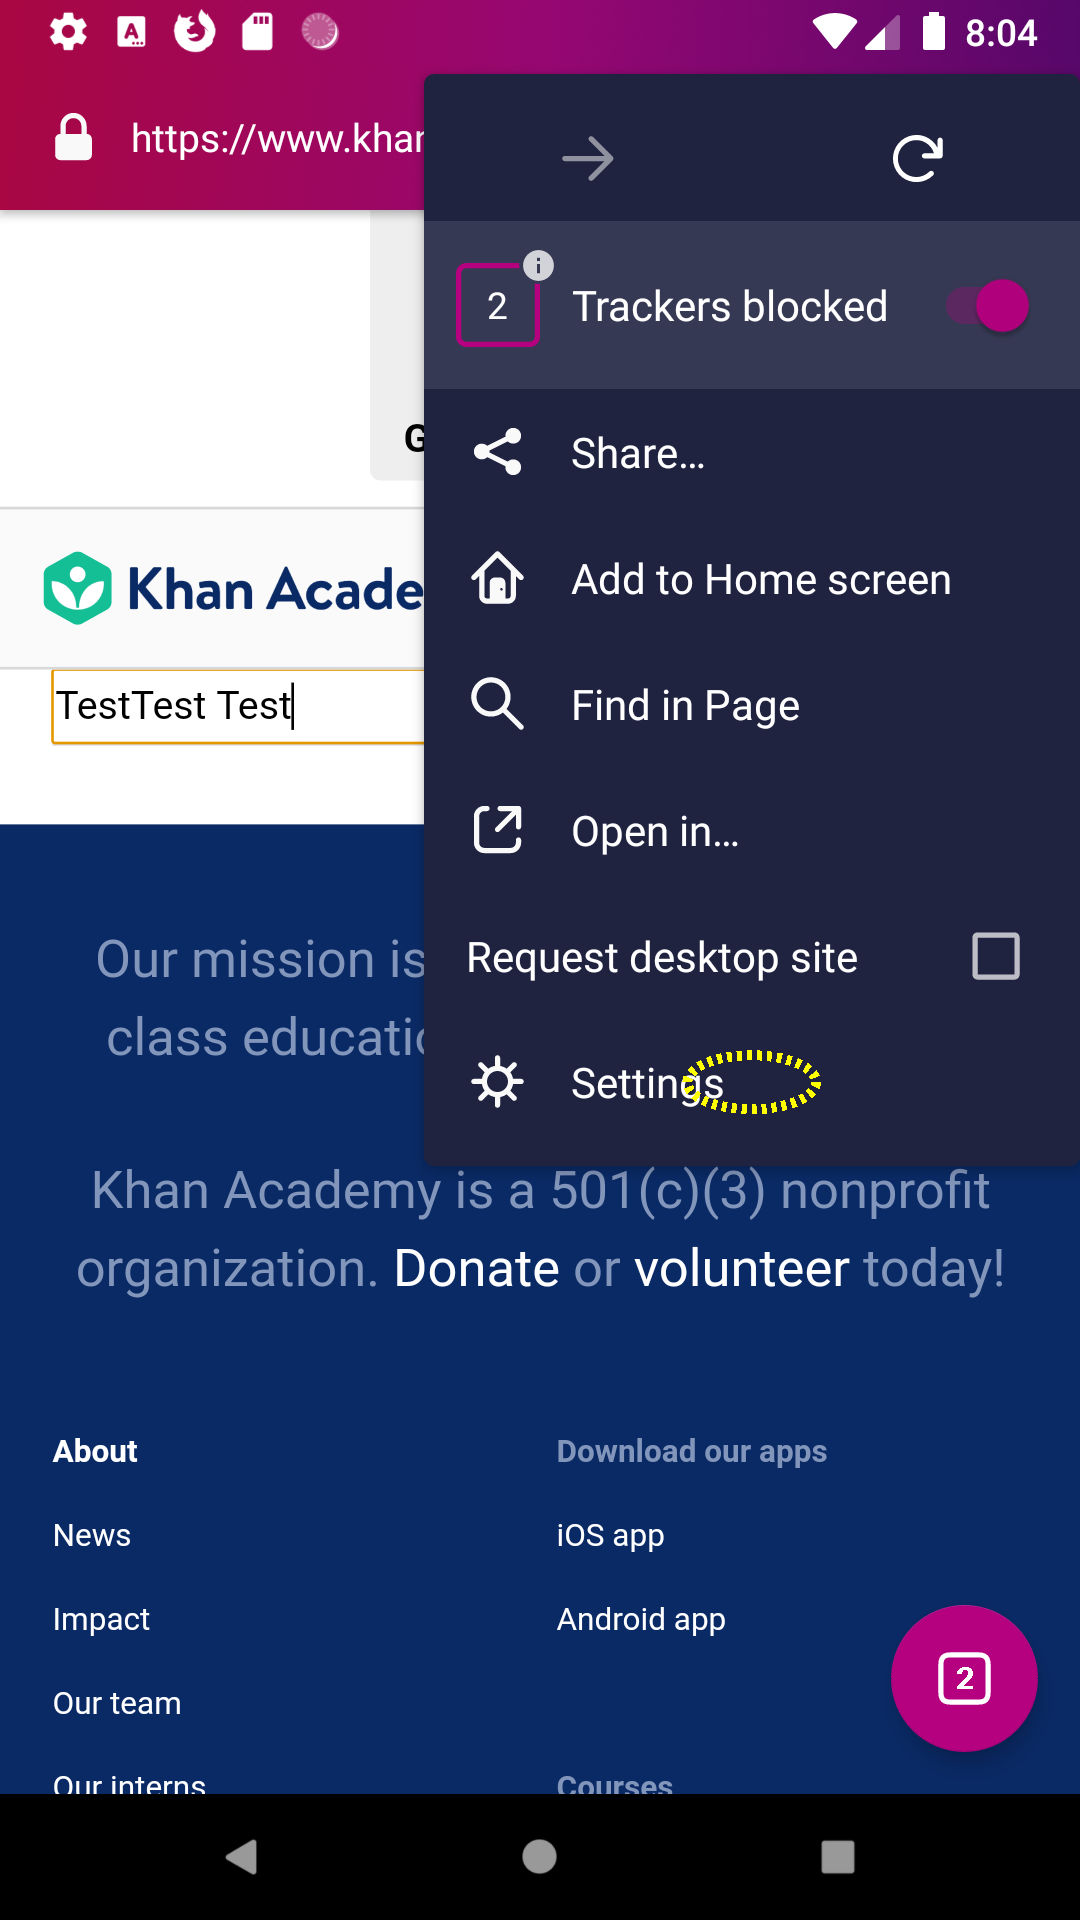 8:04
https://www.khan
2
Trackers blocked
G
Share…
Khan Acade
Add to Home screen
TestTest Test
Find in Page
Open in…
Our mission is
Request desktop site
class educatio
Settings
Khan Academy is a 501(c)(3) nonprofit
organization. Donate or volunteer today!
About
Download our apps
News
iOS app
Impact
Android app
2
Our team
Our interns
Courses